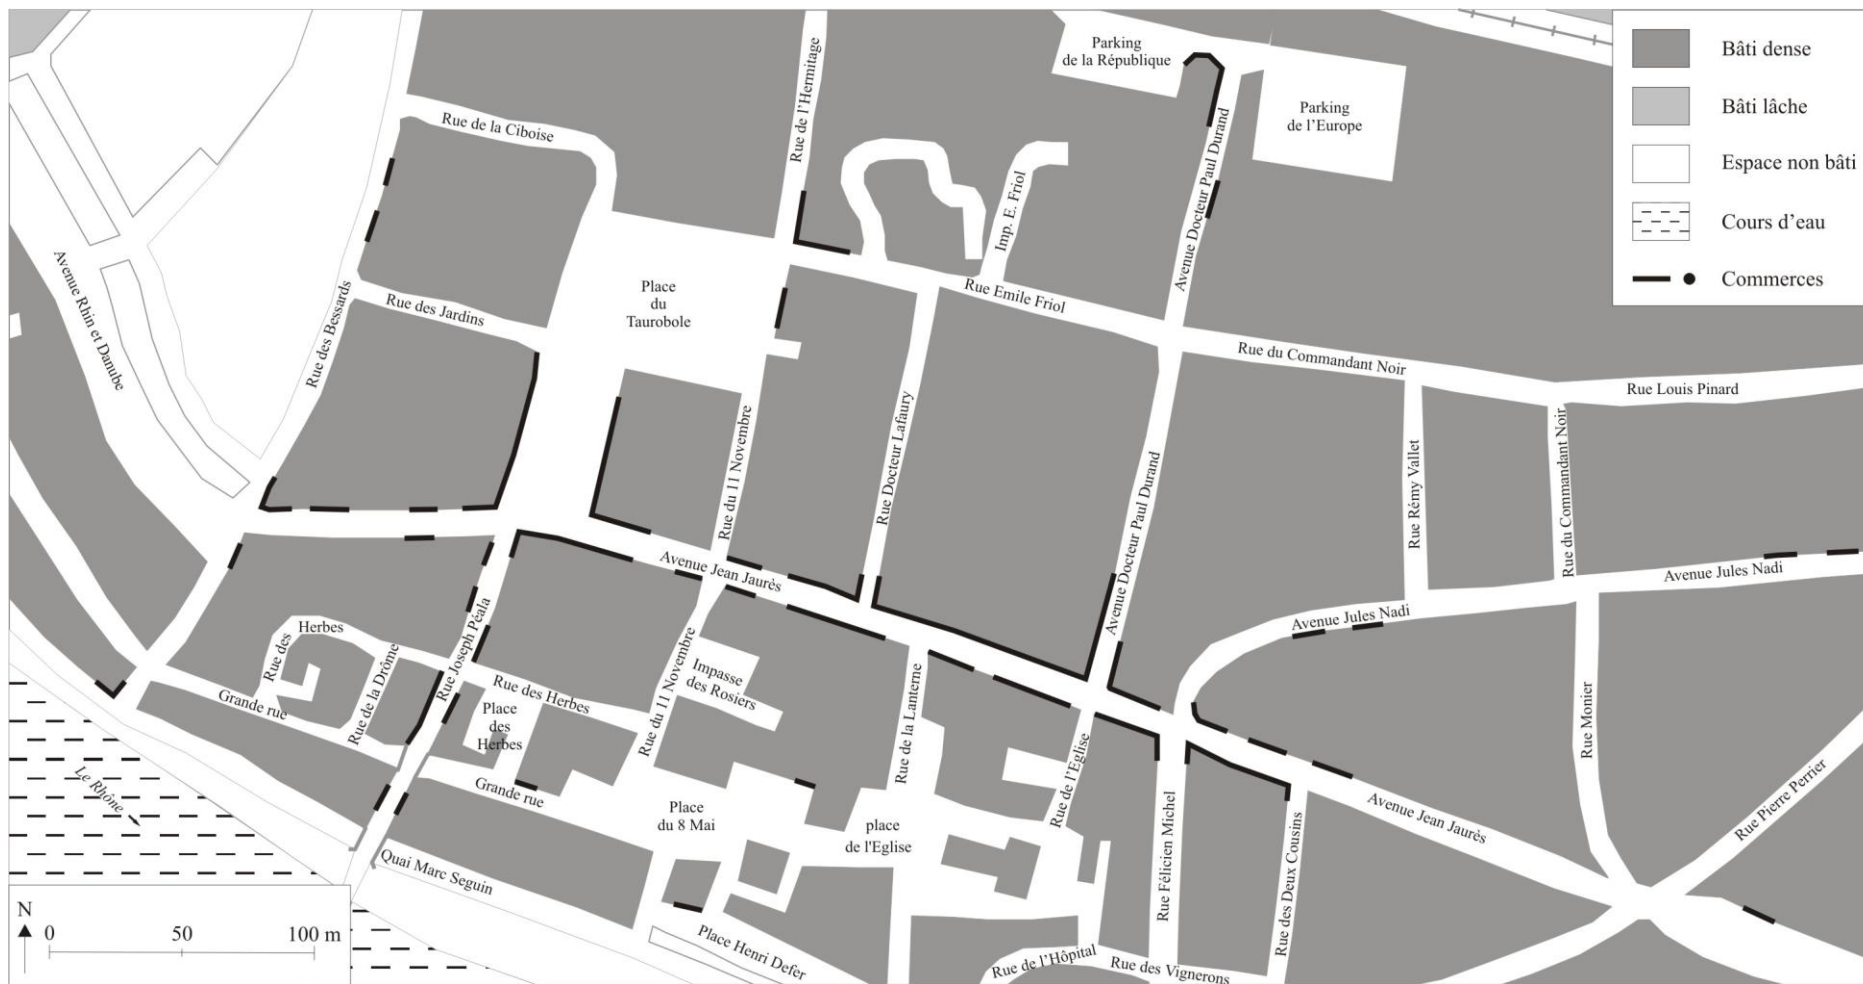 Bâti dense
Bâti lâche
Espace non bâti
Cours d’eau
Commerces
Parking
de la République
Parking
de l’Europe
Rue de la Ciboise
Rue de l’Hermitage
Imp. E. Friol
Avenue Docteur Paul Durand
Avenue Rhin et Danube
Rue des Bessards
Rue des Jardins
Place
du
Taurobole
Rue Emile Friol
Rue du Commandant Noir
Rue Louis Pinard
Rue du 11 Novembre
Rue Docteur Lafaury
Avenue Docteur Paul Durand
Rue Rémy Vallet
Rue du Commandant Noir
Avenue Jean Jaurès
Avenue Jules Nadi
Avenue Jules Nadi
Rue des
Herbes
Rue de la Drôme
Rue Joseph Péala
Grande rue
Rue des Herbes
Place
des
Herbes
Rue du 11 Novembre
Impasse
des Rosiers
Rue de la Lanterne
Rue de l’Eglise
Rue Monier
Rue Pierre Perrier
Le Rhône
Grande rue
Place
du 8 Mai
place
de l'Eglise
Rue Félicien Michel
Rue des Deux Cousins
Avenue Jean Jaurès
Quai Marc Seguin
Place Henri Defer
Rue de l’Hôpital
Rue des Vignerons
N
0 50 100 m